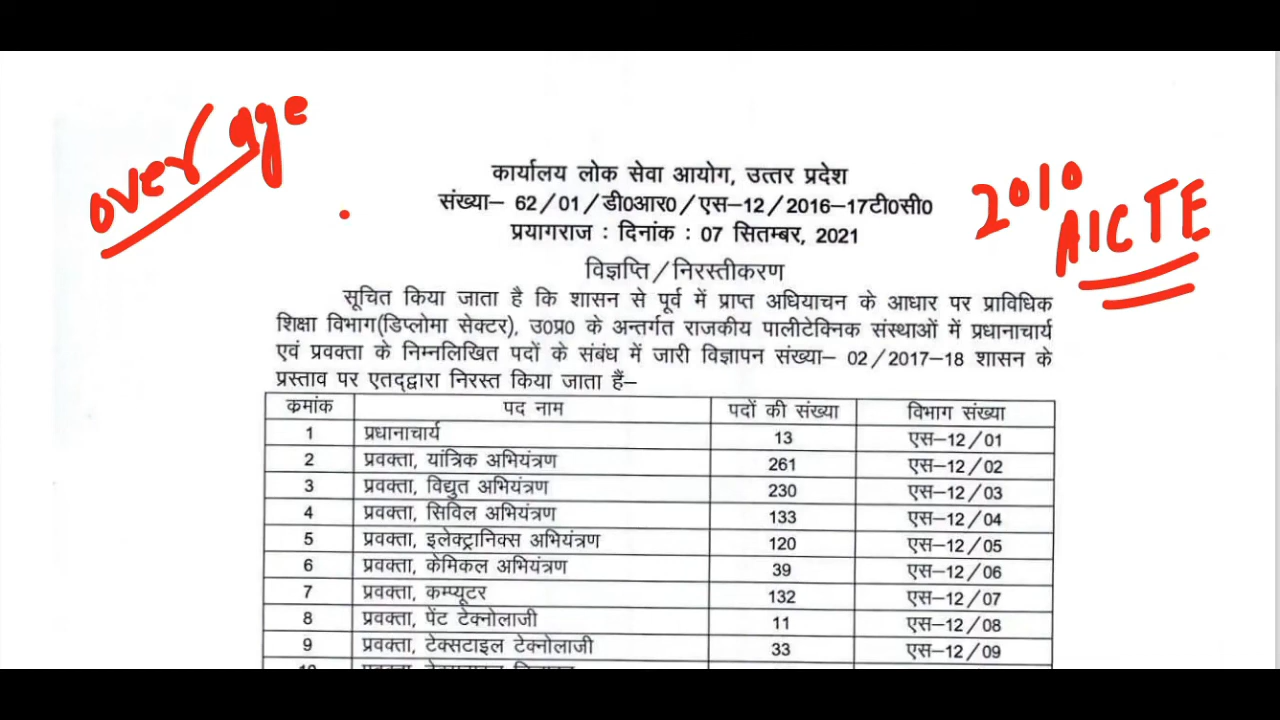 over age
2010
AICTE
कार्यालय लोक सेवा आयोग, उत्तर प्रदेश
संख्या– 62/01/डी0आर0/एस–12/2016–17टी0सी0
प्रयागराज : दिनांक : 07 सितम्बर, 2021
विज्ञप्ति/निरस्तीकरण
सूचित किया जाता है कि शासन से पूर्व में प्राप्त अधियाचन के आधार पर प्राविधिक
शिक्षा विभाग(डिप्लोमा सेक्टर), उ0प्र0 के अन्तर्गत राजकीय पालीटेक्निक संस्थाओं में प्रधानाचार्य
एवं प्रवक्ता के निम्नलिखित पदों के संबंध में जारी विज्ञापन संख्या– 02/2017–18 शासन के
प्रस्ताव पर एतद्द्वारा निरस्त किया जाता हैं–
क्रमांक पद नाम पदों की संख्या विभाग संख्या
1 प्रधानाचार्य 13 एस–12/01
2 प्रवक्ता, यांत्रिक अभियंत्रण 261 एस–12/02
3 प्रवक्ता, विद्युत अभियंत्रण 230 एस–12/03
4 प्रवक्ता, सिविल अभियंत्रण 133 एस–12/04
5 प्रवक्ता, इलेक्ट्रानिक्स अभियंत्रण 120 एस–12/05
6 प्रवक्ता, केमिकल अभियंत्रण 39 एस–12/06
7 प्रवक्ता, कम्प्यूटर 132 एस–12/07
8 प्रवक्ता, पेंट टेक्नोलाजी 11 एस–12/08
9 प्रवक्ता, टेक्सटाइल टेक्नोलाजी 33 एस–12/09